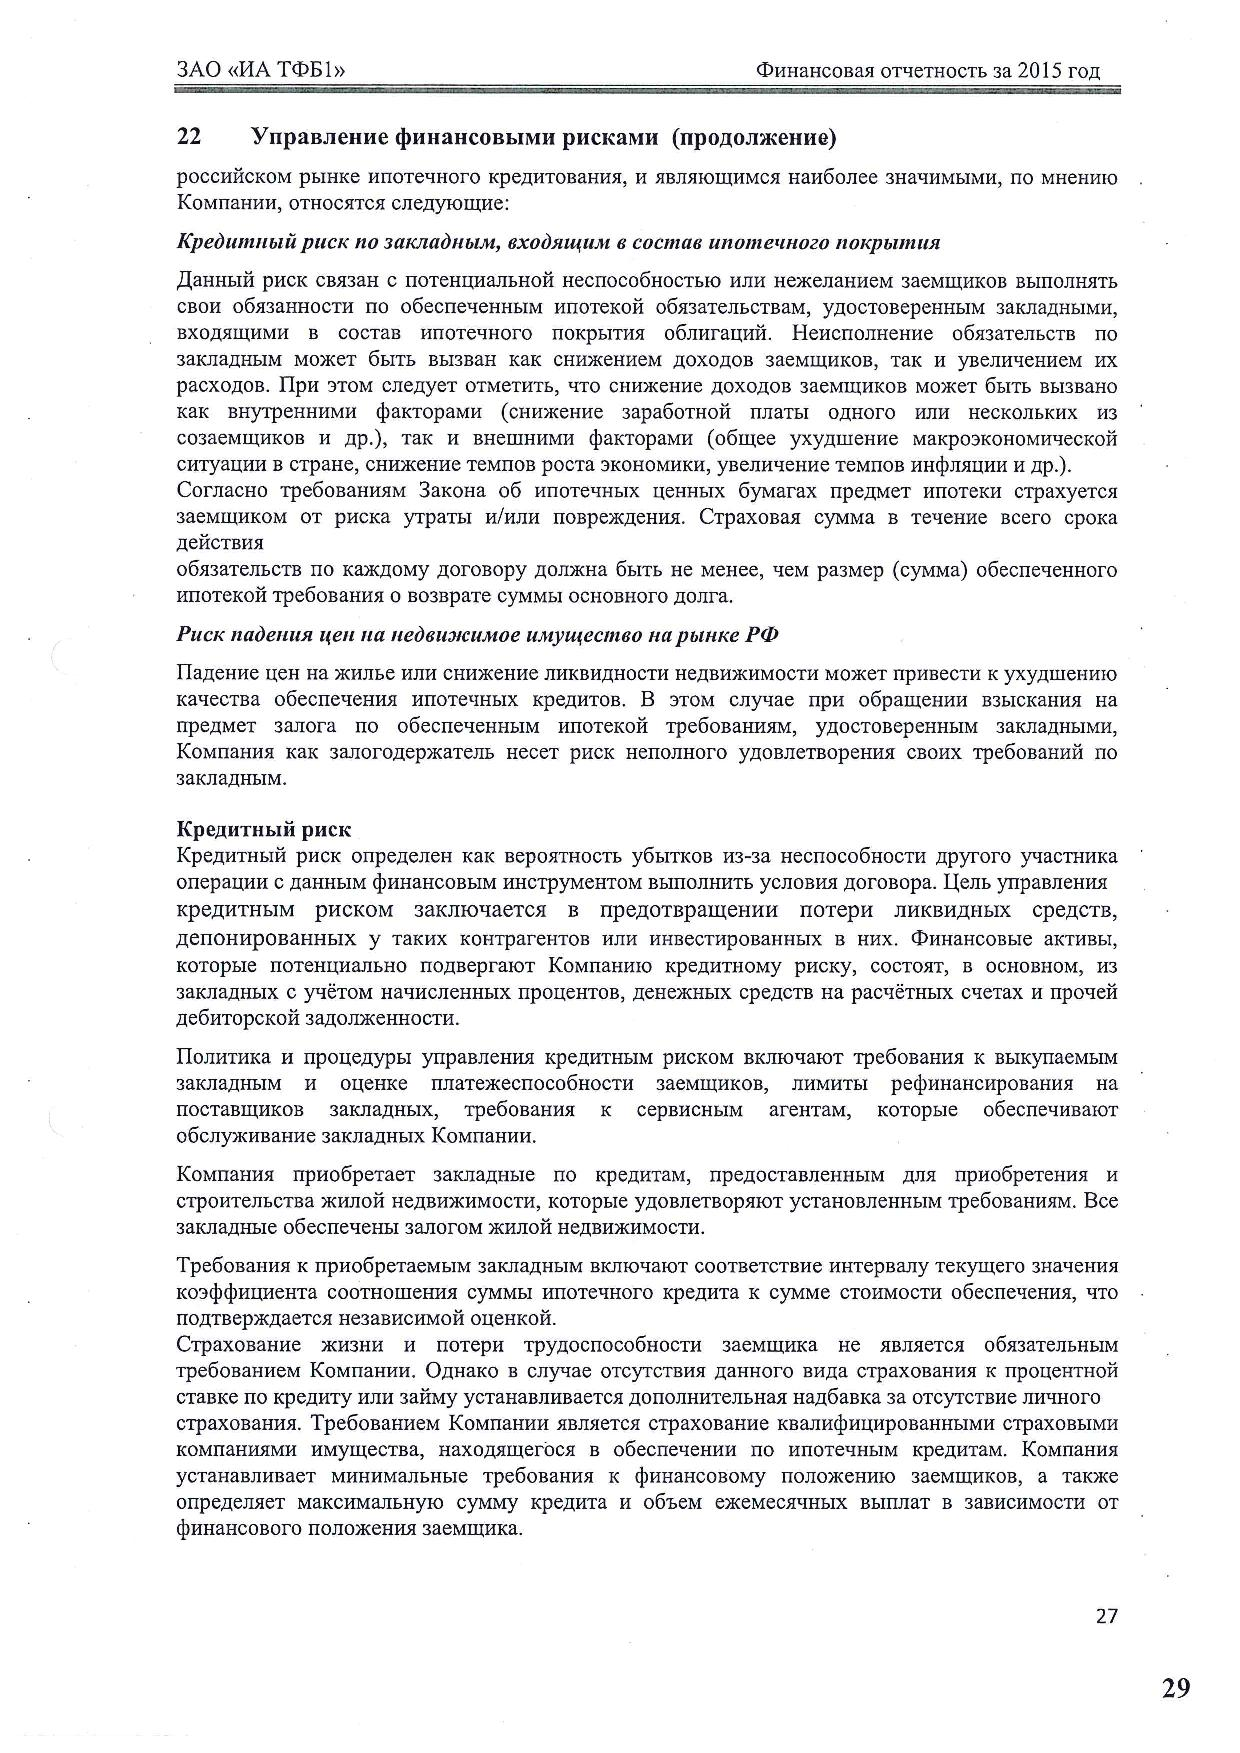 ЗАО «ИА ТФБ1» Финансовая отчетность за 2015 год
22 Управление финансовыми рисками (продолжение)
российском рынке ипотечного кредитования, и являющимся наиболее значимыми, по мнению
Компании, относятся следующие:
Кредитный риск по закладным, входящим в состав ипотечного покрытия
Данный риск связан с потенциальной неспособностью или нежеланием заемщиков выполнять
свои обязанности по обеспеченным ипотекой обязательствам, удостоверенным закладными,
входящими в состав ипотечного покрытия облигаций. Неисполнение обязательств по
закладным может быть вызван как снижением доходов заемщиков, так и увеличением их
расходов. При этом следует отметить, что снижение доходов заемщиков может быть вызвано
как внутренними факторами (снижение заработной платы одного или нескольких из
созаемщиков и др.), так и внешними факторами (общее ухудшение макроэкономической
ситуации в стране, снижение темпов роста экономики, увеличение темпов инфляции и др.).
Согласно требованиям Закона об ипотечных ценных бумагах предмет ипотеки страхуется
заемщиком от риска утраты и/или повреждения. Страховая сумма в течение всего срока
действия
обязательств по каждому договору должна быть не менее, чем размер (сумма) обеспеченного
ипотекой требования о возврате суммы основного долга.
Риск падения цен на недвижимое имущество на рынке РФ
Падение цен на жилье или снижение ликвидности недвижимости может привести к ухудшению
качества обеспечения ипотечных кредитов. В этом случае при обращении взыскания на
предмет залога по обеспеченным ипотекой требованиям, удостоверенным закладными,
Компания как залогодержатель несет риск неполного удовлетворения своих требований по
закладным.
Кредитный риск
Кредитный риск определен как вероятность убытков из-за неспособности другого участника
операции с данным финансовым инструментом выполнить условия договора. Цель управления
кредитным риском заключается в предотвращении потери ликвидных средств,
депонированных у таких контрагентов или инвестированных в них. Финансовые активы,
которые потенциально подвергают Компанию кредитному риску, состоят, в основном, из
закладных с учётом начисленных процентов, денежных средств на расчётных счетах и прочей
дебиторской задолженности.
Политика и процедуры управления кредитным риском включают требования к выкупаемым
закладным и оценке платежеспособности заемщиков, лимиты рефинансирования на
поставщиков закладных, требования к сервисным агентам, которые обеспечивают
обслуживание закладных Компании.
Компания приобретает закладные по кредитам, предоставленным для приобретения и
строительства жилой недвижимости, которые удовлетворяют установленным требованиям. Все
закладные обеспечены залогом жилой недвижимости.
Требования к приобретаемым закладным включают соответствие интервалу текущего значения
коэффициента соотношения суммы ипотечного кредита к сумме стоимости обеспечения, что
подтверждается независимой оценкой.
Страхование жизни и потери трудоспособности заемщика не является обязательным
требованием Компании. Однако в случае отсутствия данного вида страхования к процентной
ставке по кредиту или займу устанавливается дополнительная надбавка за отсутствие личного
страхования. Требованием Компании является страхование квалифицированными страховыми
компаниями имущества, находящегося в обеспечении по ипотечным кредитам. Компания
устанавливает минимальные требования к финансовому положению заемщиков, а также
определяет максимальную сумму кредита и объем ежемесячных выплат в зависимости от
финансового положения заемщика.
27
29